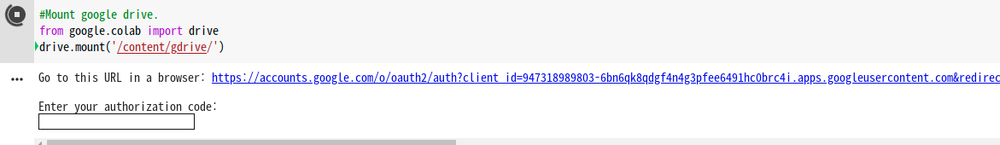 #Mount google drive.
from google.colab import drive
drive.mount('/content/gdrive/')
Go to this URL in a browser: https://accounts.google.com/o/oauth2/auth?client_id=947318989803-6bn6qk8qdgf4n4g3pfee6491hc0brc4i.apps.googleusercontent.com&redirec
Enter your authorization code: